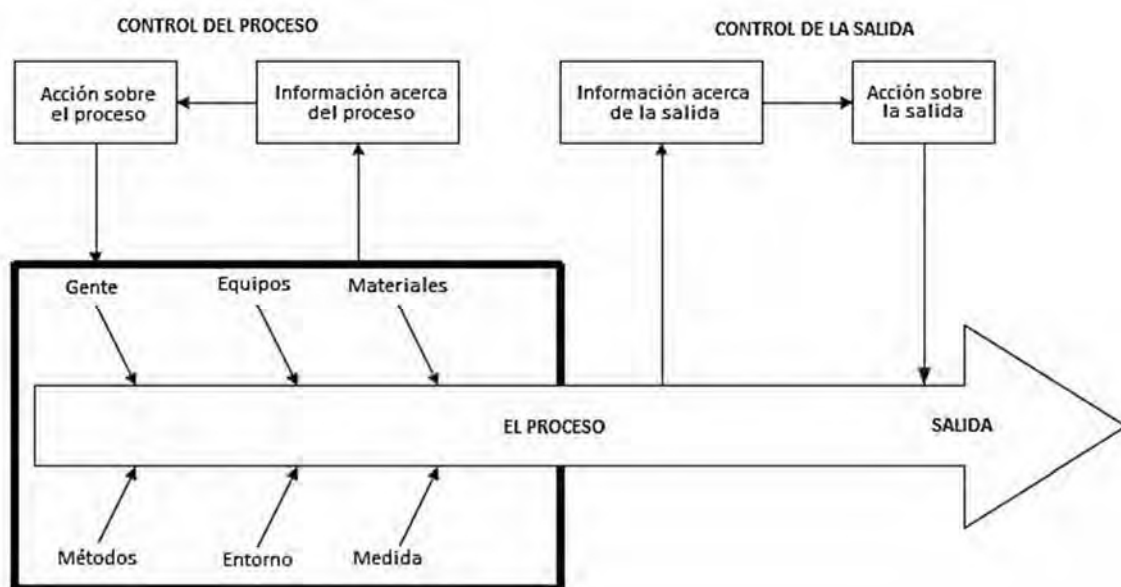 CONTROL DEL PROCESO
CONTROL DE LA SALIDA
Acción sobre
el proceso
Información acerca
del proceso
Información acerca
de la salida
Acción sobre
la salida
Gente
Equipos
Materiales
EL PROCESO
SALIDA
Métodos
Entorno
Medida